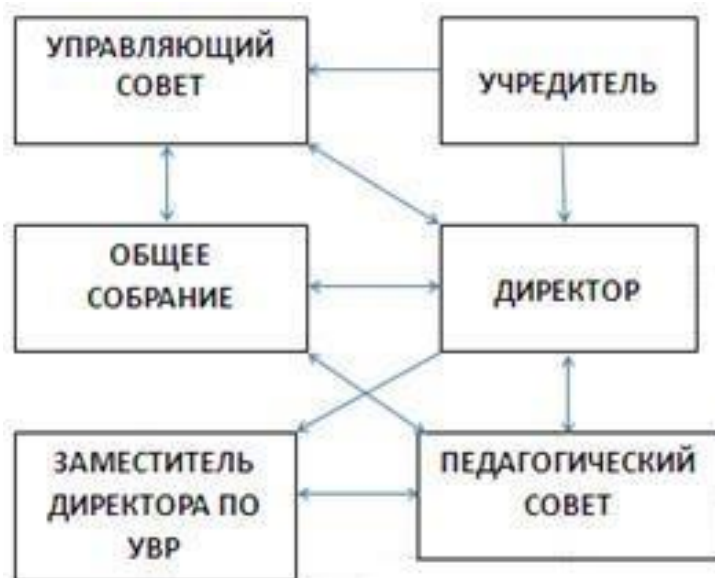 УПРАВЛЯЮЩИЙ
СОВЕТ
УЧРЕДИТЕЛЬ
ОБЩЕЕ
СОБРАНИЕ
ДИРЕКТОР
ЗАМЕСТИТЕЛЬ
ДИРЕКТОРА ПО
УВР
ПЕДАГОГИЧЕСКИЙ
СОВЕТ